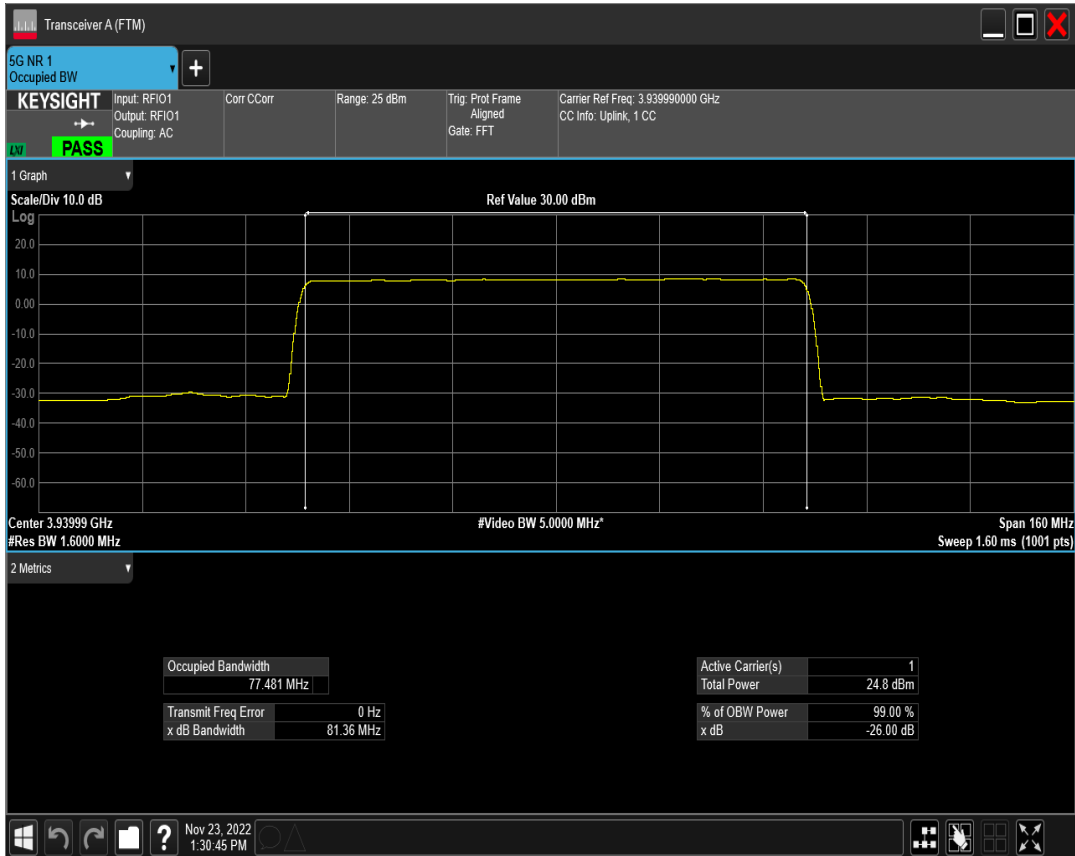 Transceiver A (FTM)
5G NR 1
Occupied BW
+
KEYSIGHT
Input: RFIO1
Output: RFIO1
Coupling: AC
Corr CCorr
Range: 25 dBm
Trig: Prot Frame
Aligned
Gate: FFT
Carrier Ref Freq: 3.939990000 GHz
CC Info: Uplink, 1 CC
LXI
PASS
1 Graph
Scale/Div 10.0 dB
Ref Value 30.00 dBm
Log
20.0
10.0
0.00
-10.0
-20.0
-30.0
-40.0
-50.0
-60.0
Center 3.93999 GHz
#Video BW 5.0000 MHz*
Span 160 MHz
#Res BW 1.6000 MHz
Sweep 1.60 ms (1001 pts)
2 Metrics
Occupied Bandwidth
77.481 MHz
Transmit Freq Error 0 Hz
x dB Bandwidth 81.36 MHz
Active Carrier(s) 1
Total Power 24.8 dBm
% of OBW Power 99.00 %
x dB -26.00 dB
?
Nov 23, 2022
1:30:45 PM